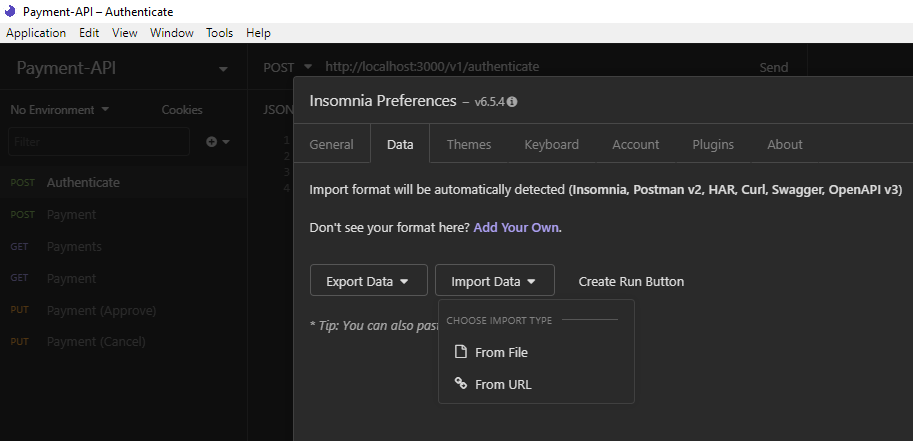 Payment-API – Authenticate
Application Edit View Window Tools Help
Payment-API
POST http://localhost:3000/v1/authenticate Send
No Environment Cookies
JSON
Filter
1
2
3
4
POST Authenticate
POST Payment
GET Payments
GET Payment
PUT Payment (Approve)
PUT Payment (Cancel)
Insomnia Preferences – v6.5.4
General Data Themes Keyboard Account Plugins About
Import format will be automatically detected (Insomnia, Postman v2, HAR, Curl, Swagger, OpenAPI v3)
Don't see your format here? Add Your Own.
Export Data Import Data Create Run Button
* Tip: You can also past
CHOOSE IMPORT TYPE
From File
From URL